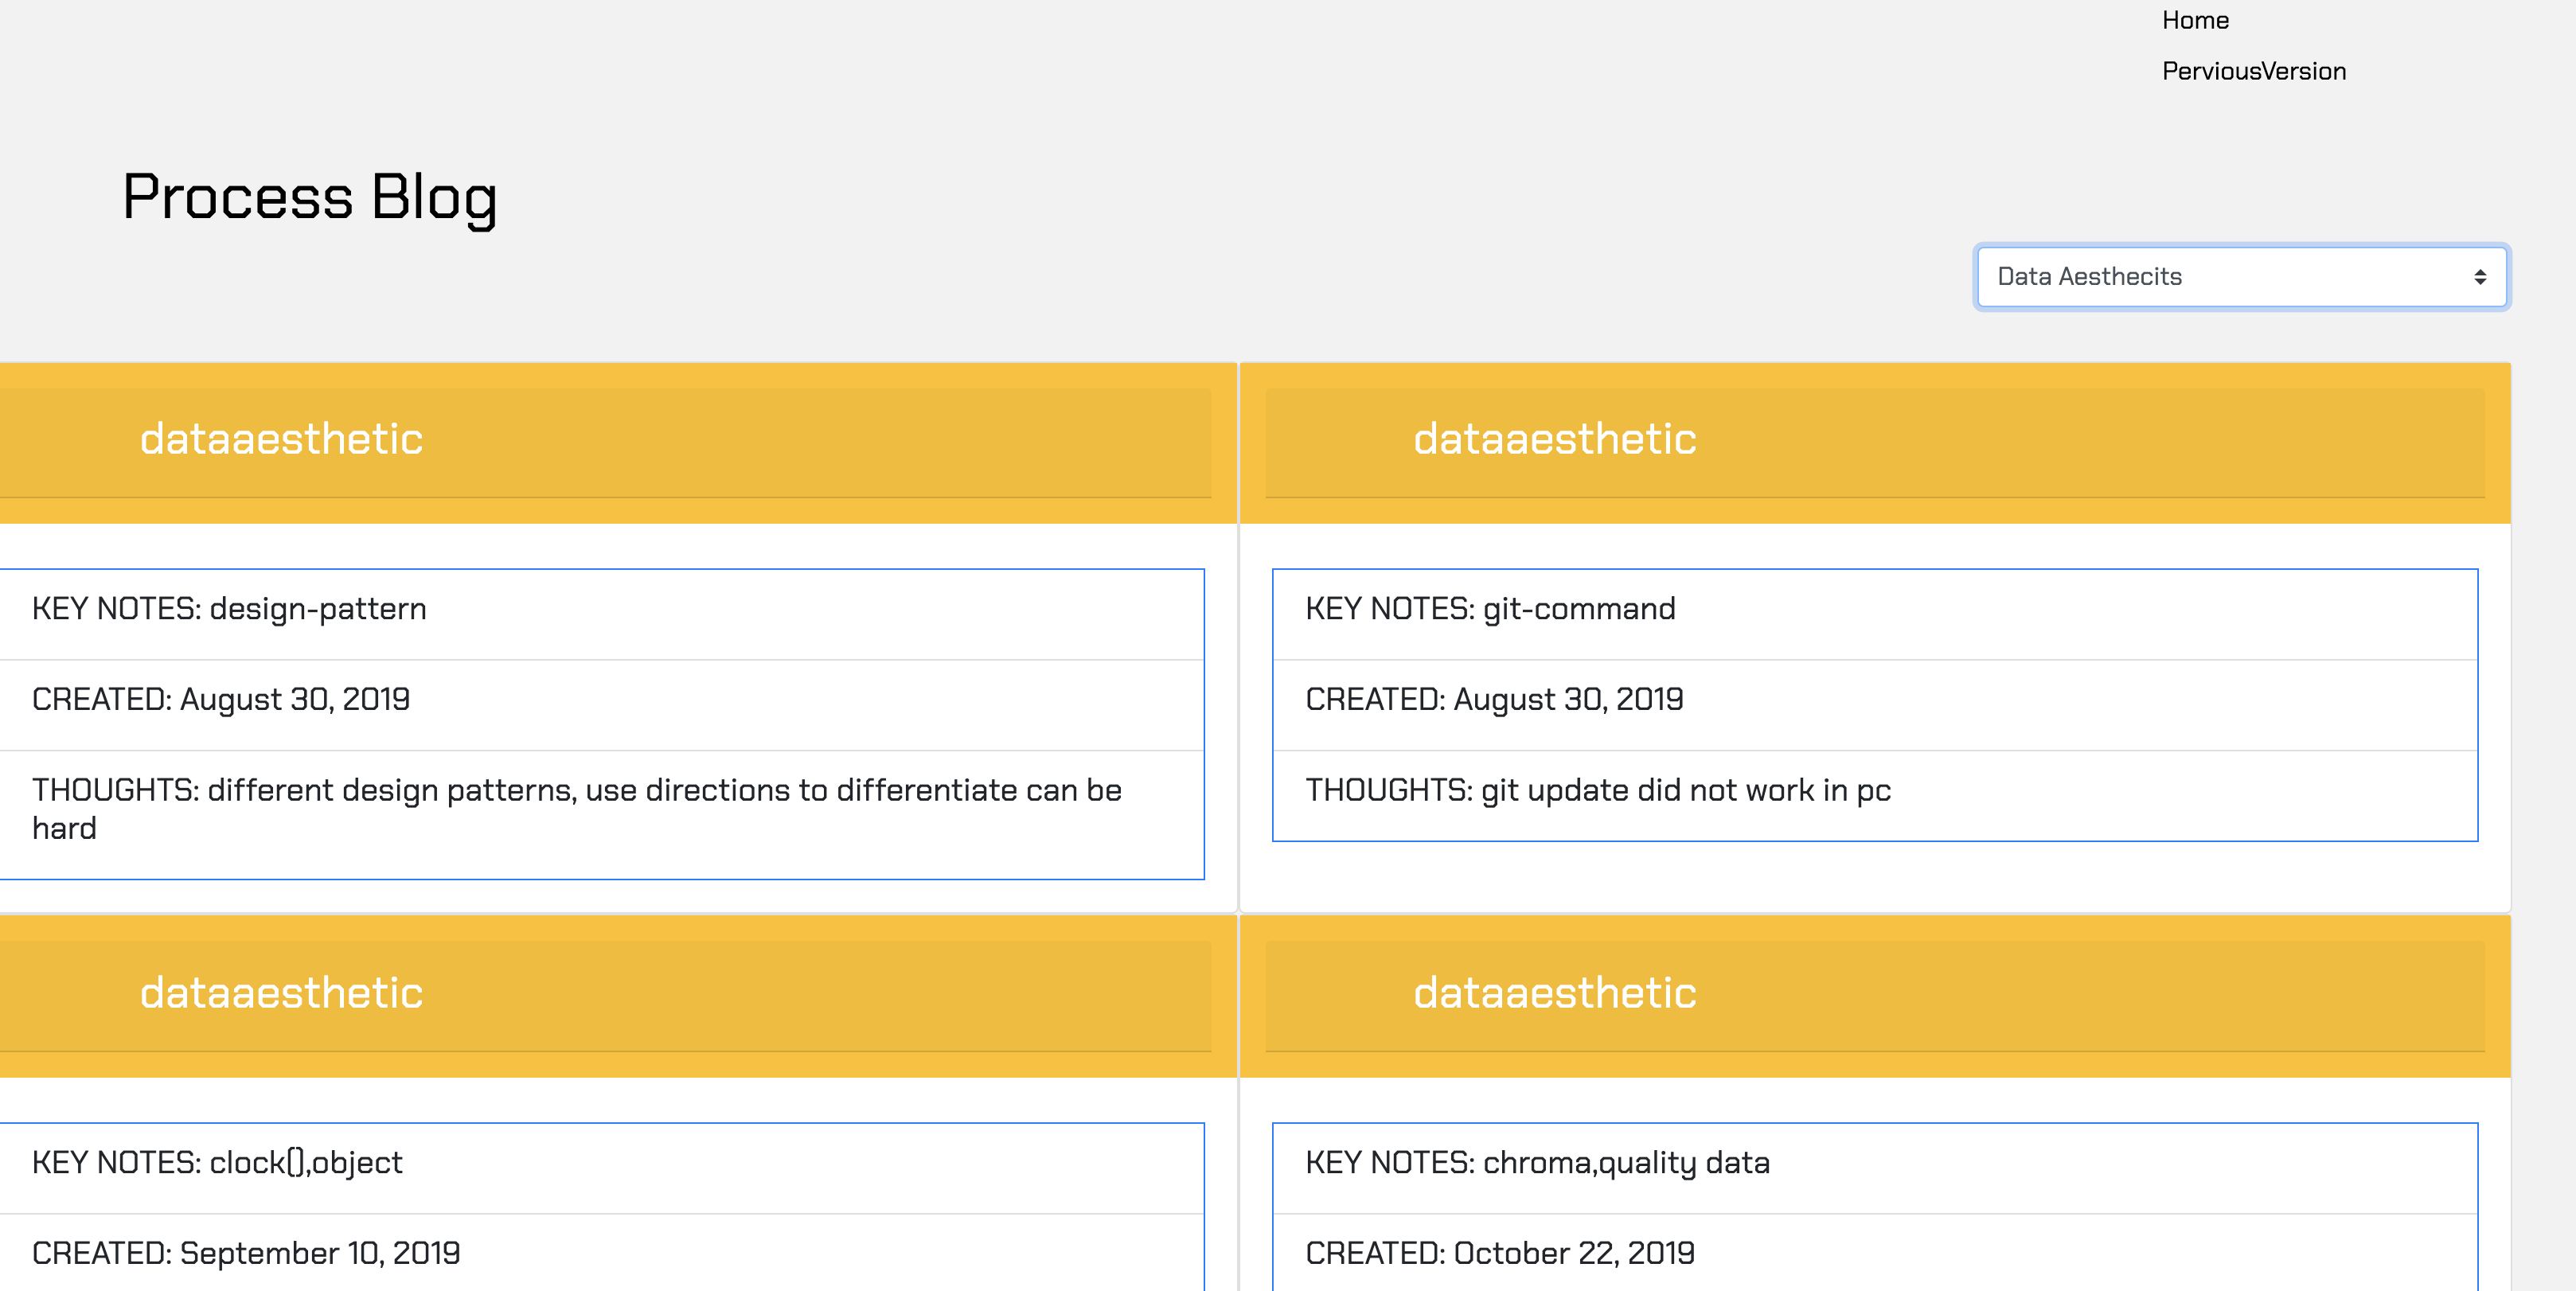 Home
PerviousVersion
Process Blog
Data Aesthecits
dataaesthetic
KEY NOTES: design-pattern
CREATED: August 30, 2019
THOUGHTS: different design patterns, use directions to differentiate can be
hard
dataaesthetic
KEY NOTES: git-command
CREATED: August 30, 2019
THOUGHTS: git update did not work in pc
dataaesthetic
KEY NOTES: clock(),object
CREATED: September 10, 2019
dataaesthetic
KEY NOTES: chroma,quality data
CREATED: October 22, 2019